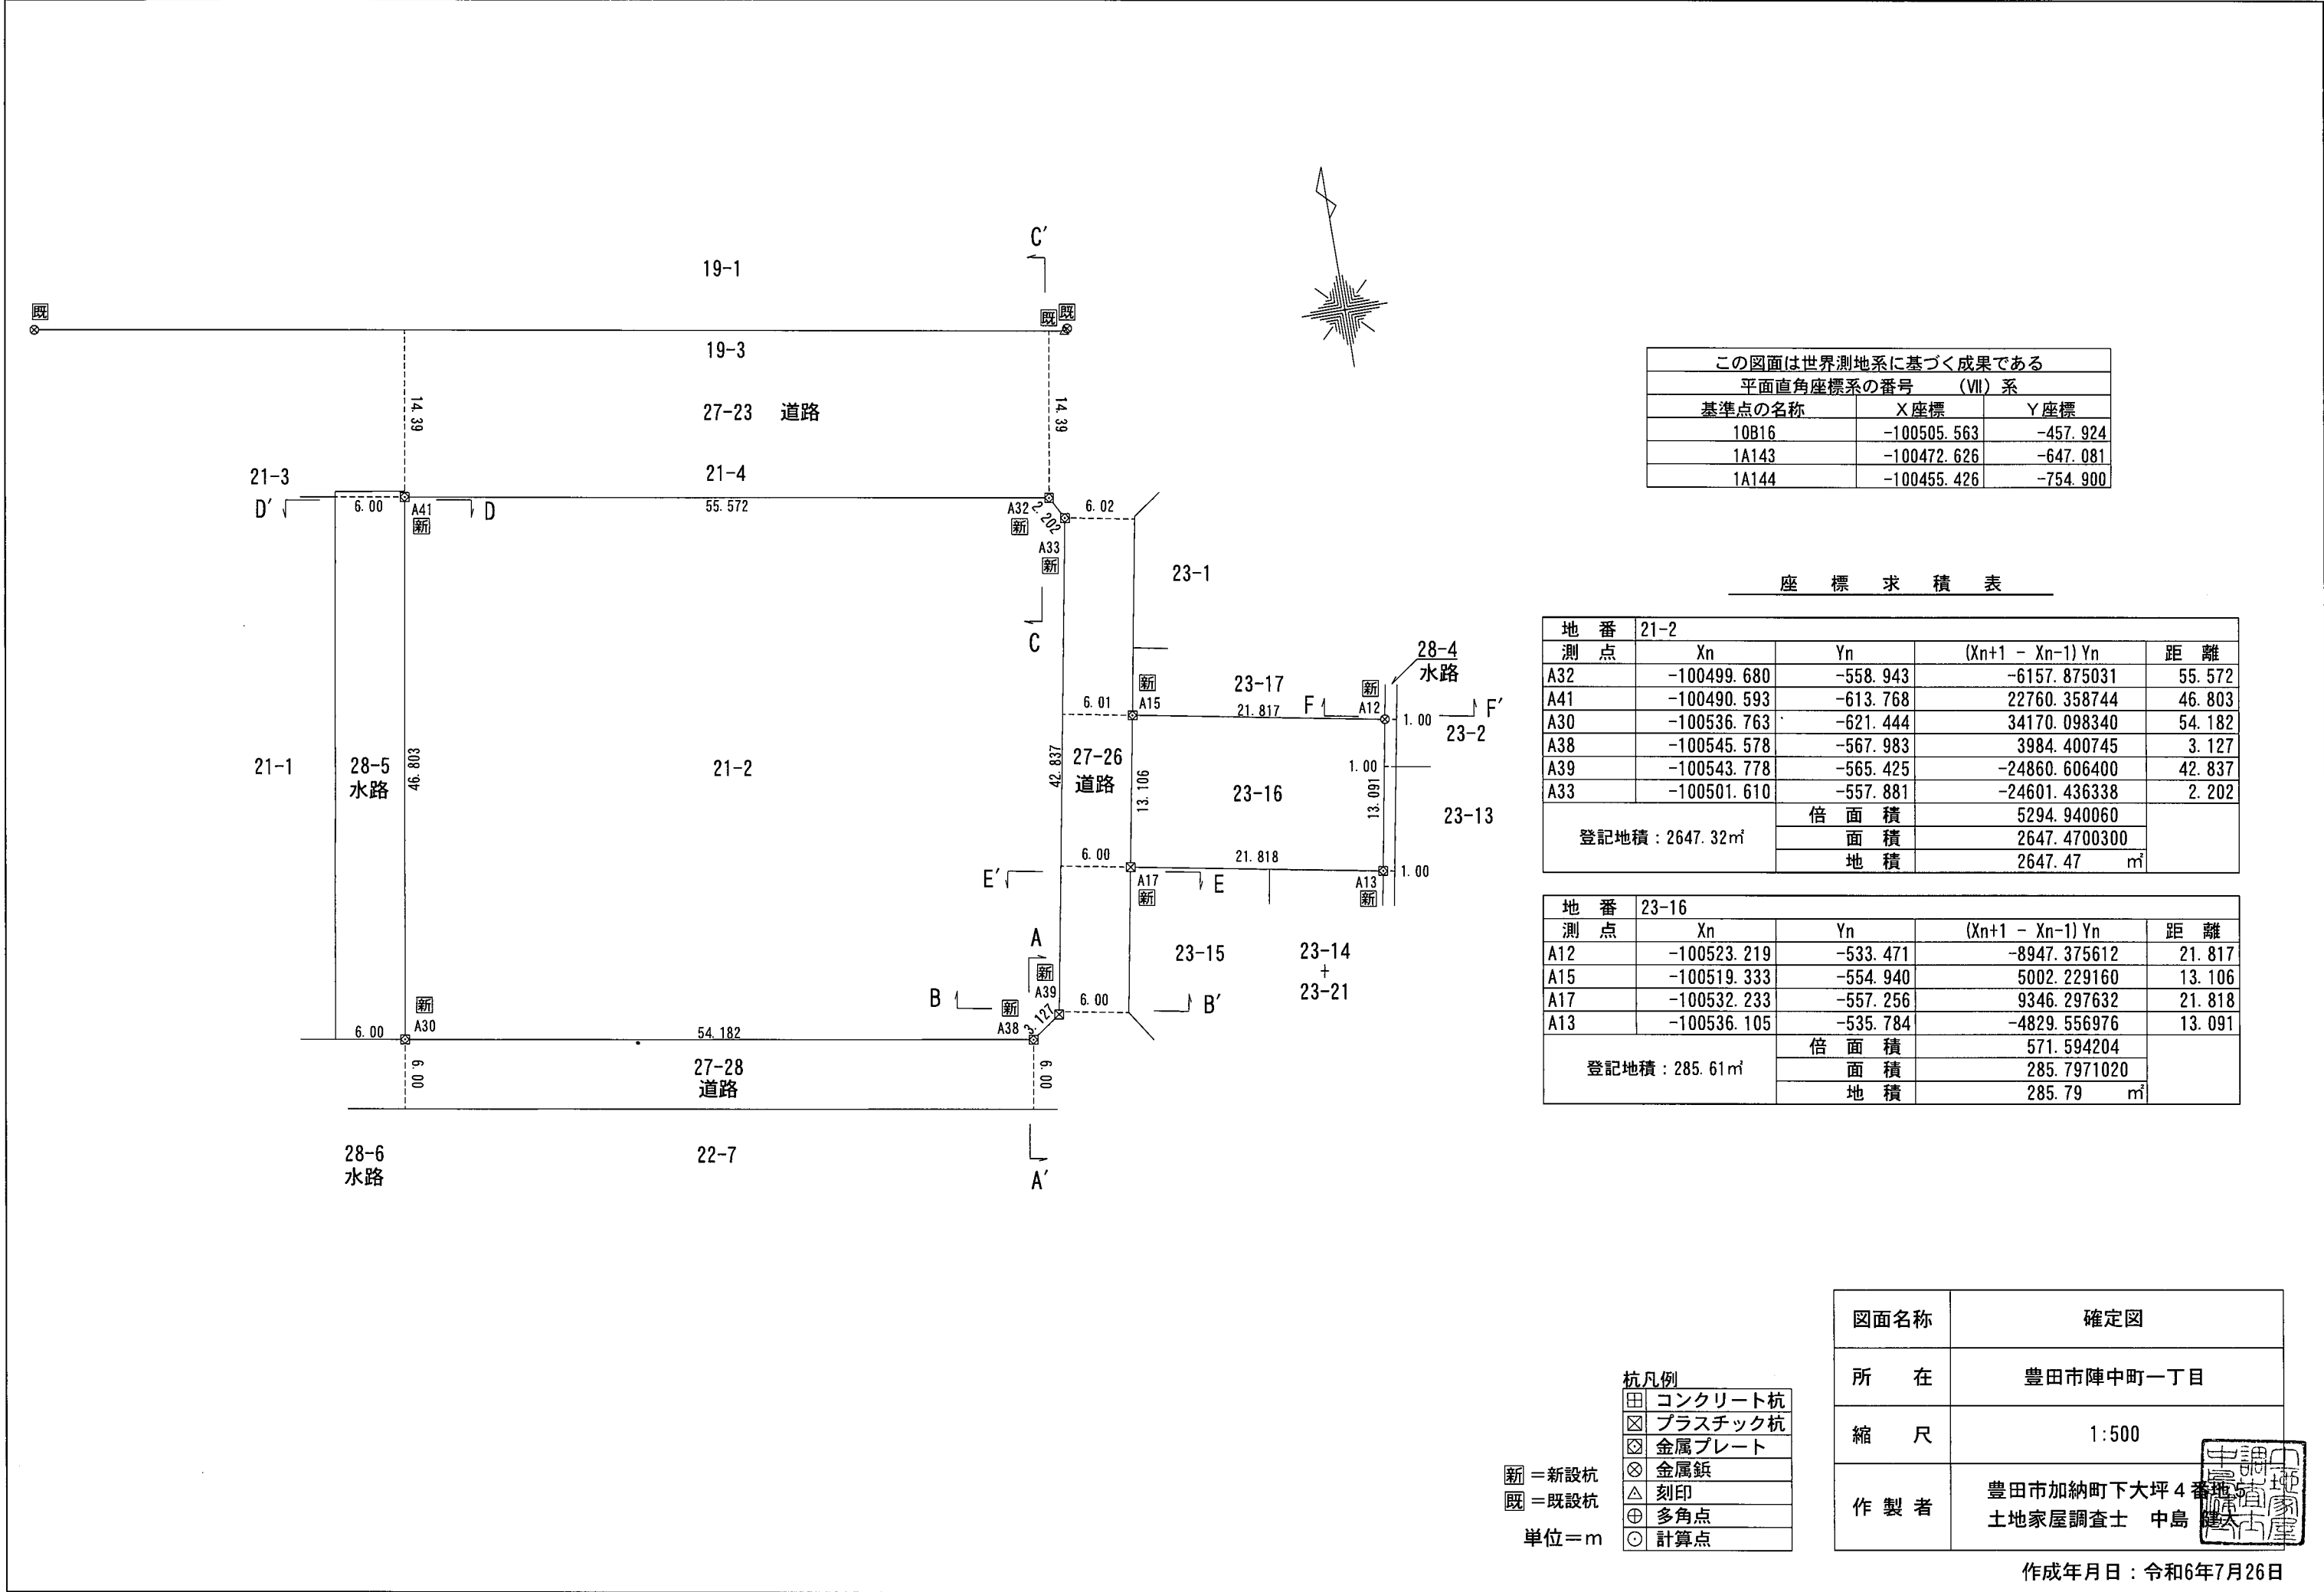 C′
19-1
既
既 既
19-3
14.39
27-23 道路
14.39
21-3
21-4
D′
6.00
A41
新
D
55.572
A32
新
2.202
6.02
A33
新
23-1
C
28-4
水路
新
23-17
新
6.01
A15
21.817
F
A12
1.00
F′
23-2
21-1
28-5
水路
46.803
21-2
42.837
27-26
道路
13.106
23-16
1.00
13.091
23-13
6.00
21.818
E′
A17
新
E
A13
新
1.00
A
23-15
23-14
+
23-21
新
A39
B
新
6.00
B′
新
A30
6.00
54.182
A38
3.127
6.00
27-28
道路
6.00
28-6
水路
22-7
A′
この図面は世界測地系に基づく成果である
平面直角座標系の番号 (Ⅶ) 系
基準点の名称 X座標 Y座標
10B16 -100505.563 -457.924
1A143 -100472.626 -647.081
1A144 -100455.426 -754.900
座 標 求 積 表
地 番 21-2
測 点 Xn Yn (Xn+1 - Xn-1)Yn 距 離
A32 -100499.680 -558.943 -6157.875031 55.572
A41 -100490.593 -613.768 22760.358744 46.803
A30 -100536.763 -621.444 34170.098340 54.182
A38 -100545.578 -567.983 3984.400745 3.127
A39 -100543.778 -565.425 -24860.606400 42.837
A33 -100501.610 -557.881 -24601.436338 2.202
倍 面 積 5294.940060
登記地積：2647.32㎡ 面 積 2647.4700300
地 積 2647.47 ㎡
地 番 23-16
測 点 Xn Yn (Xn+1 - Xn-1)Yn 距 離
A12 -100523.219 -533.471 -8947.375612 21.817
A15 -100519.333 -554.940 5002.229160 13.106
A17 -100532.233 -557.256 9346.297632 21.818
A13 -100536.105 -535.784 -4829.556976 13.091
倍 面 積 571.594204
登記地積：285.61㎡ 面 積 285.7971020
地 積 285.79 ㎡
杭凡例
コンクリート杭
プラスチック杭
金属プレート
金属鋲
刻印
多角点
計算点
新＝新設杭
既＝既設杭
単位＝m
図面名称 確定図
所 在 豊田市陣中町一丁目
縮 尺 1:500
作 製 者 豊田市加納町下大坪４番地5
土地家屋調査士 中島 健太
作成年月日：令和6年7月26日